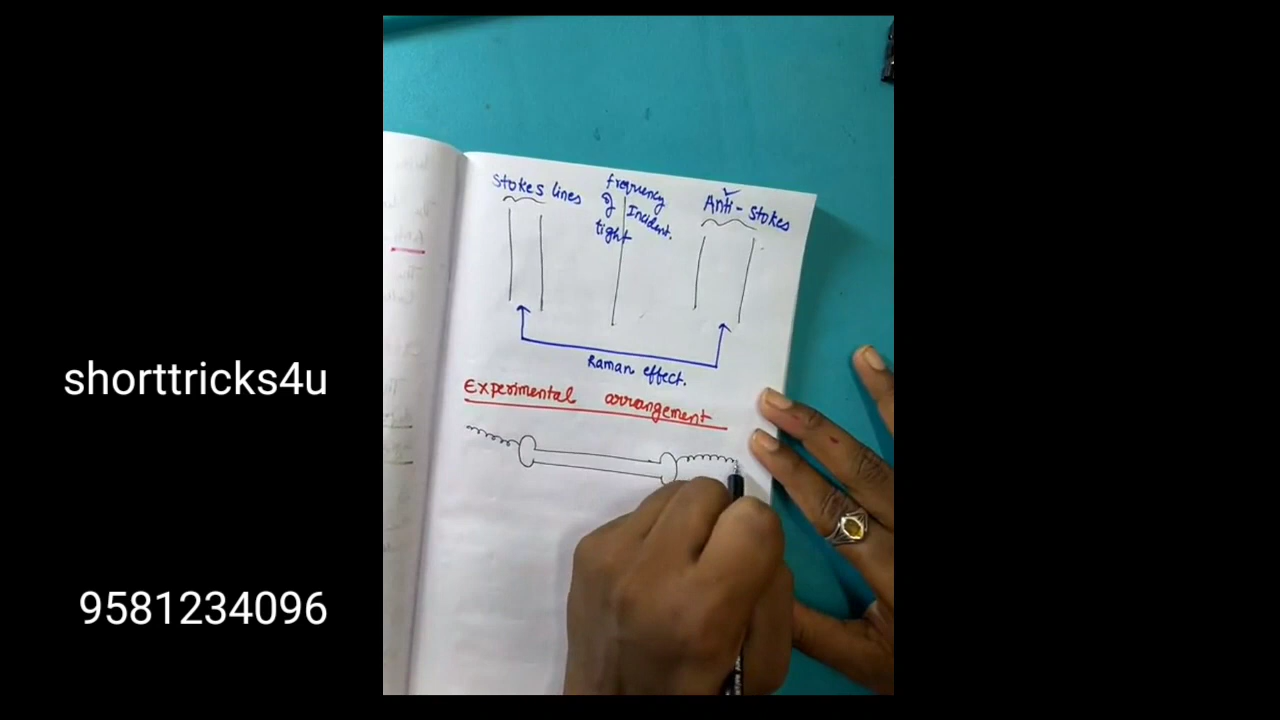 shorttricks4u
9581234096
Stokes lines
frequency
of Incident.
light
Anti - Stokes
Raman effect.
Experimental arrangement